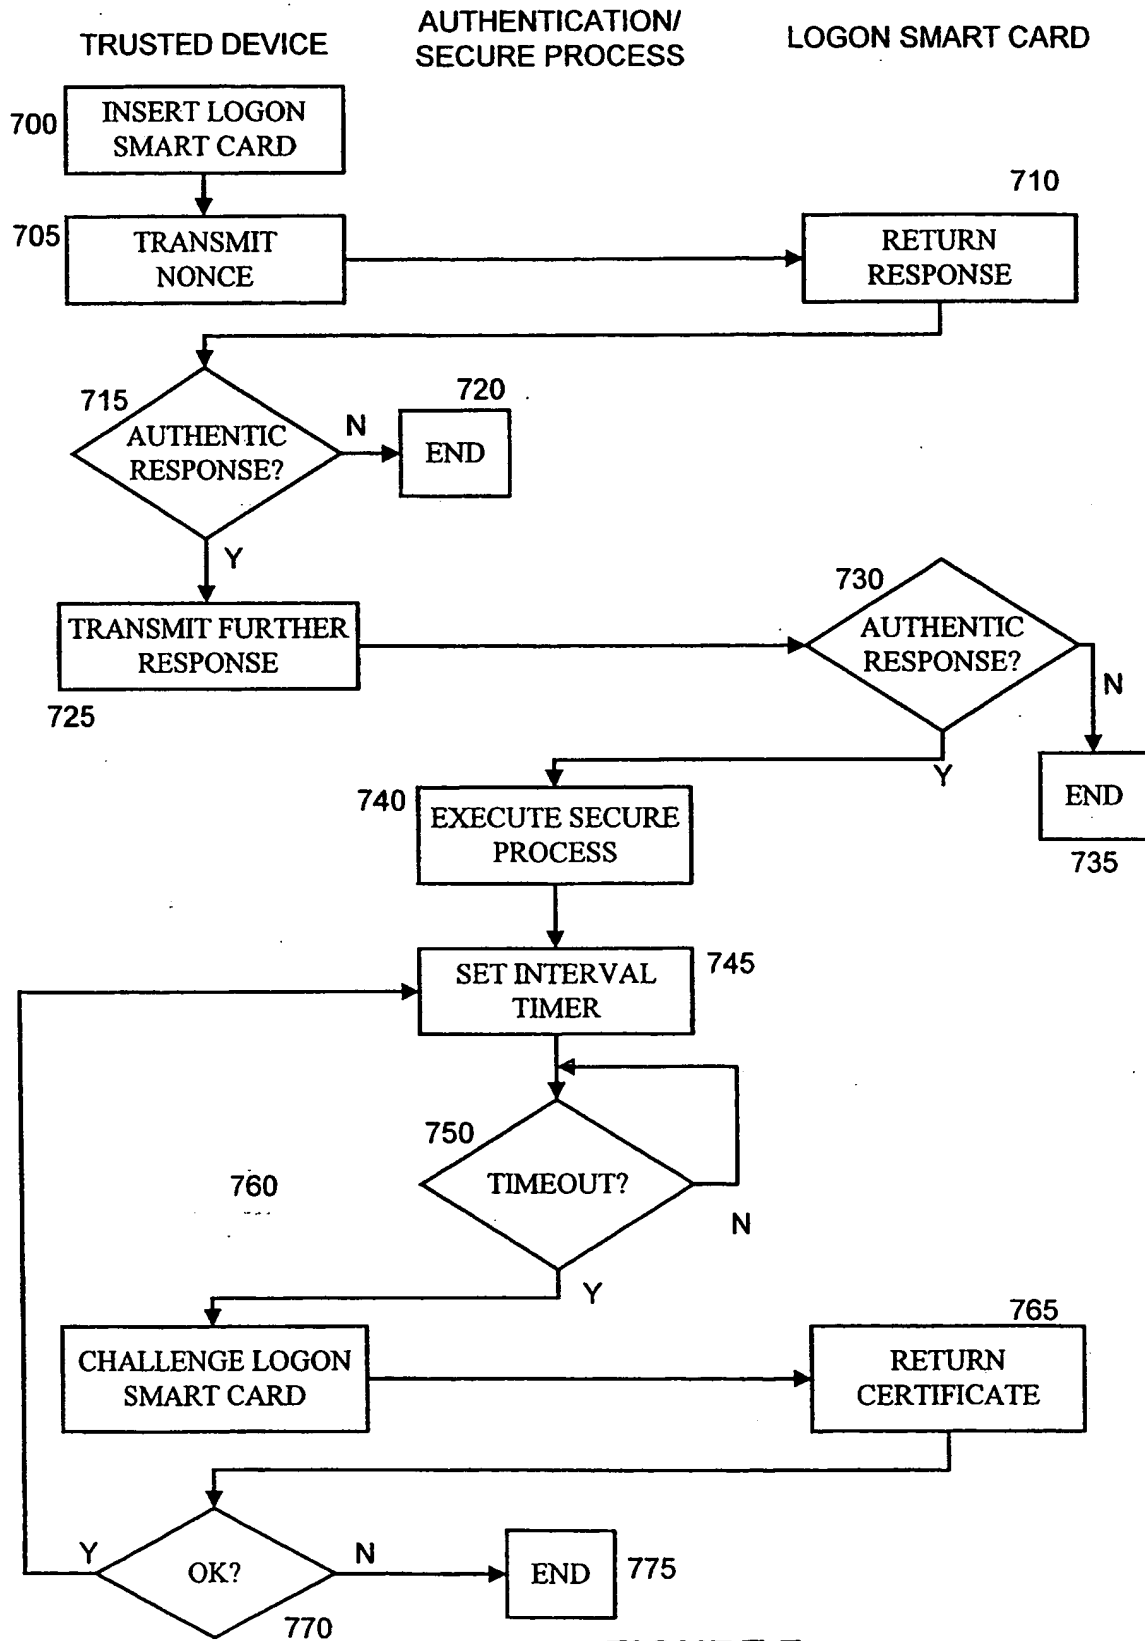 TRUSTED DEVICE
AUTHENTICATION/
SECURE PROCESS
LOGON SMART CARD
700
INSERT LOGON
SMART CARD
705
TRANSMIT
NONCE
710
RETURN
RESPONSE
715
AUTHENTIC
RESPONSE?
N
720
END
Y
TRANSMIT FURTHER
RESPONSE
725
730
AUTHENTIC
RESPONSE?
N
Y
END
735
740
EXECUTE SECURE
PROCESS
SET INTERVAL
TIMER
745
750
TIMEOUT?
N
Y
760
CHALLENGE LOGON
SMART CARD
765
RETURN
CERTIFICATE
Y
OK?
N
770
END
775